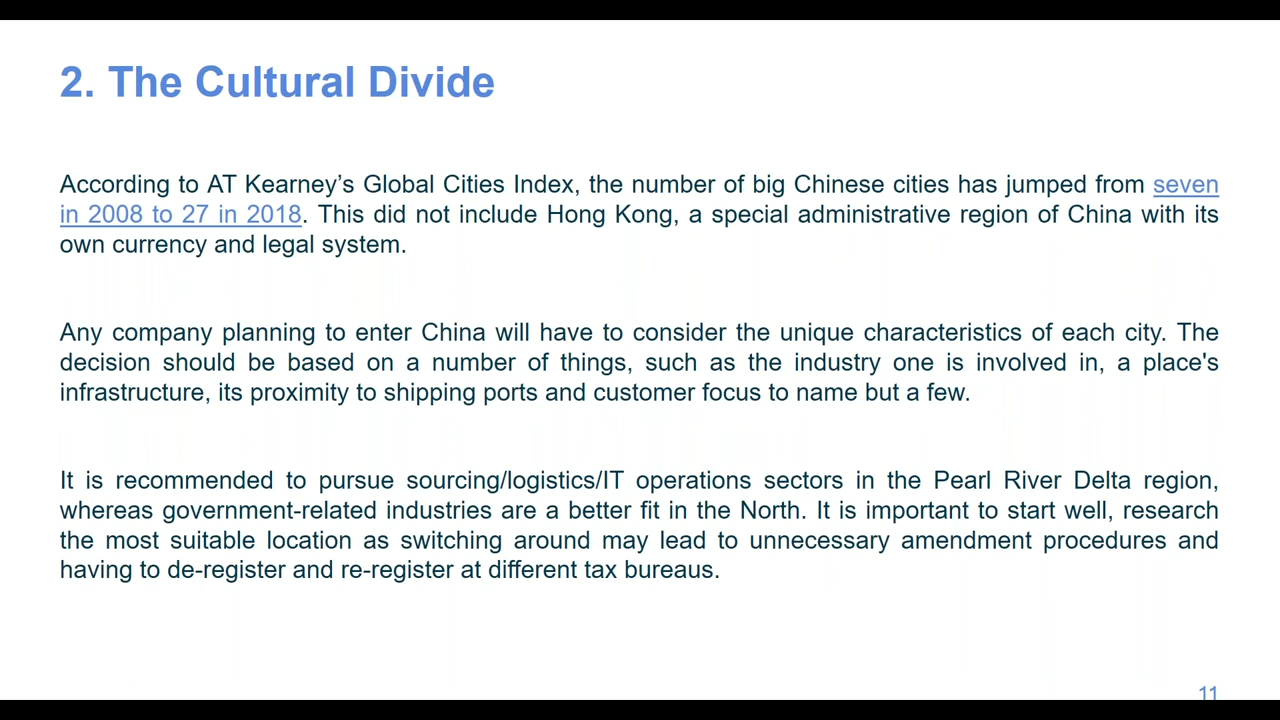 2. The Cultural Divide
According to AT Kearney’s Global Cities Index, the number of big Chinese cities has jumped from seven
in 2008 to 27 in 2018. This did not include Hong Kong, a special administrative region of China with its
own currency and legal system.
Any company planning to enter China will have to consider the unique characteristics of each city. The
decision should be based on a number of things, such as the industry one is involved in, a place's
infrastructure, its proximity to shipping ports and customer focus to name but a few.
It is recommended to pursue sourcing/logistics/IT operations sectors in the Pearl River Delta region,
whereas government-related industries are a better fit in the North. It is important to start well, research
the most suitable location as switching around may lead to unnecessary amendment procedures and
having to de-register and re-register at different tax bureaus.
11